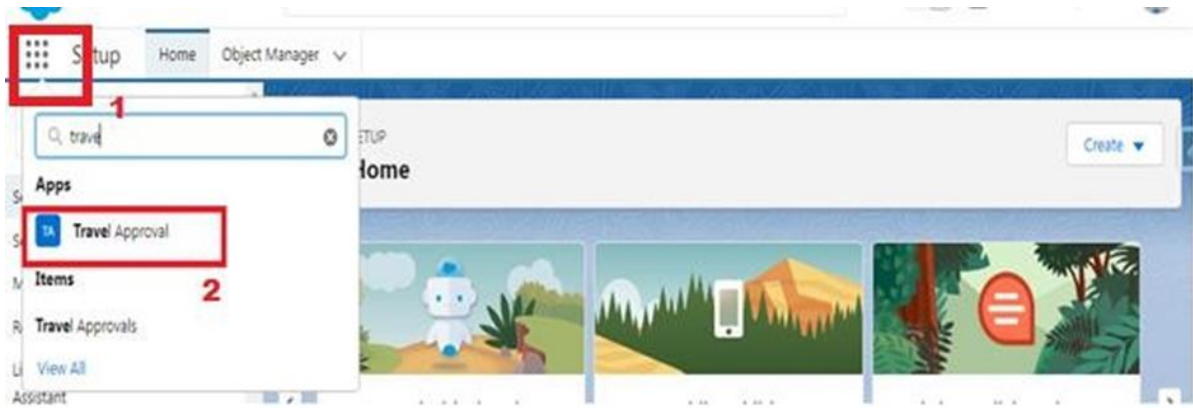 Setup Home Object Manager
1
trave
ETUP
Home
Create
Apps
TA Travel Approval
Items
2
Travel Approvals
View All
Assistant